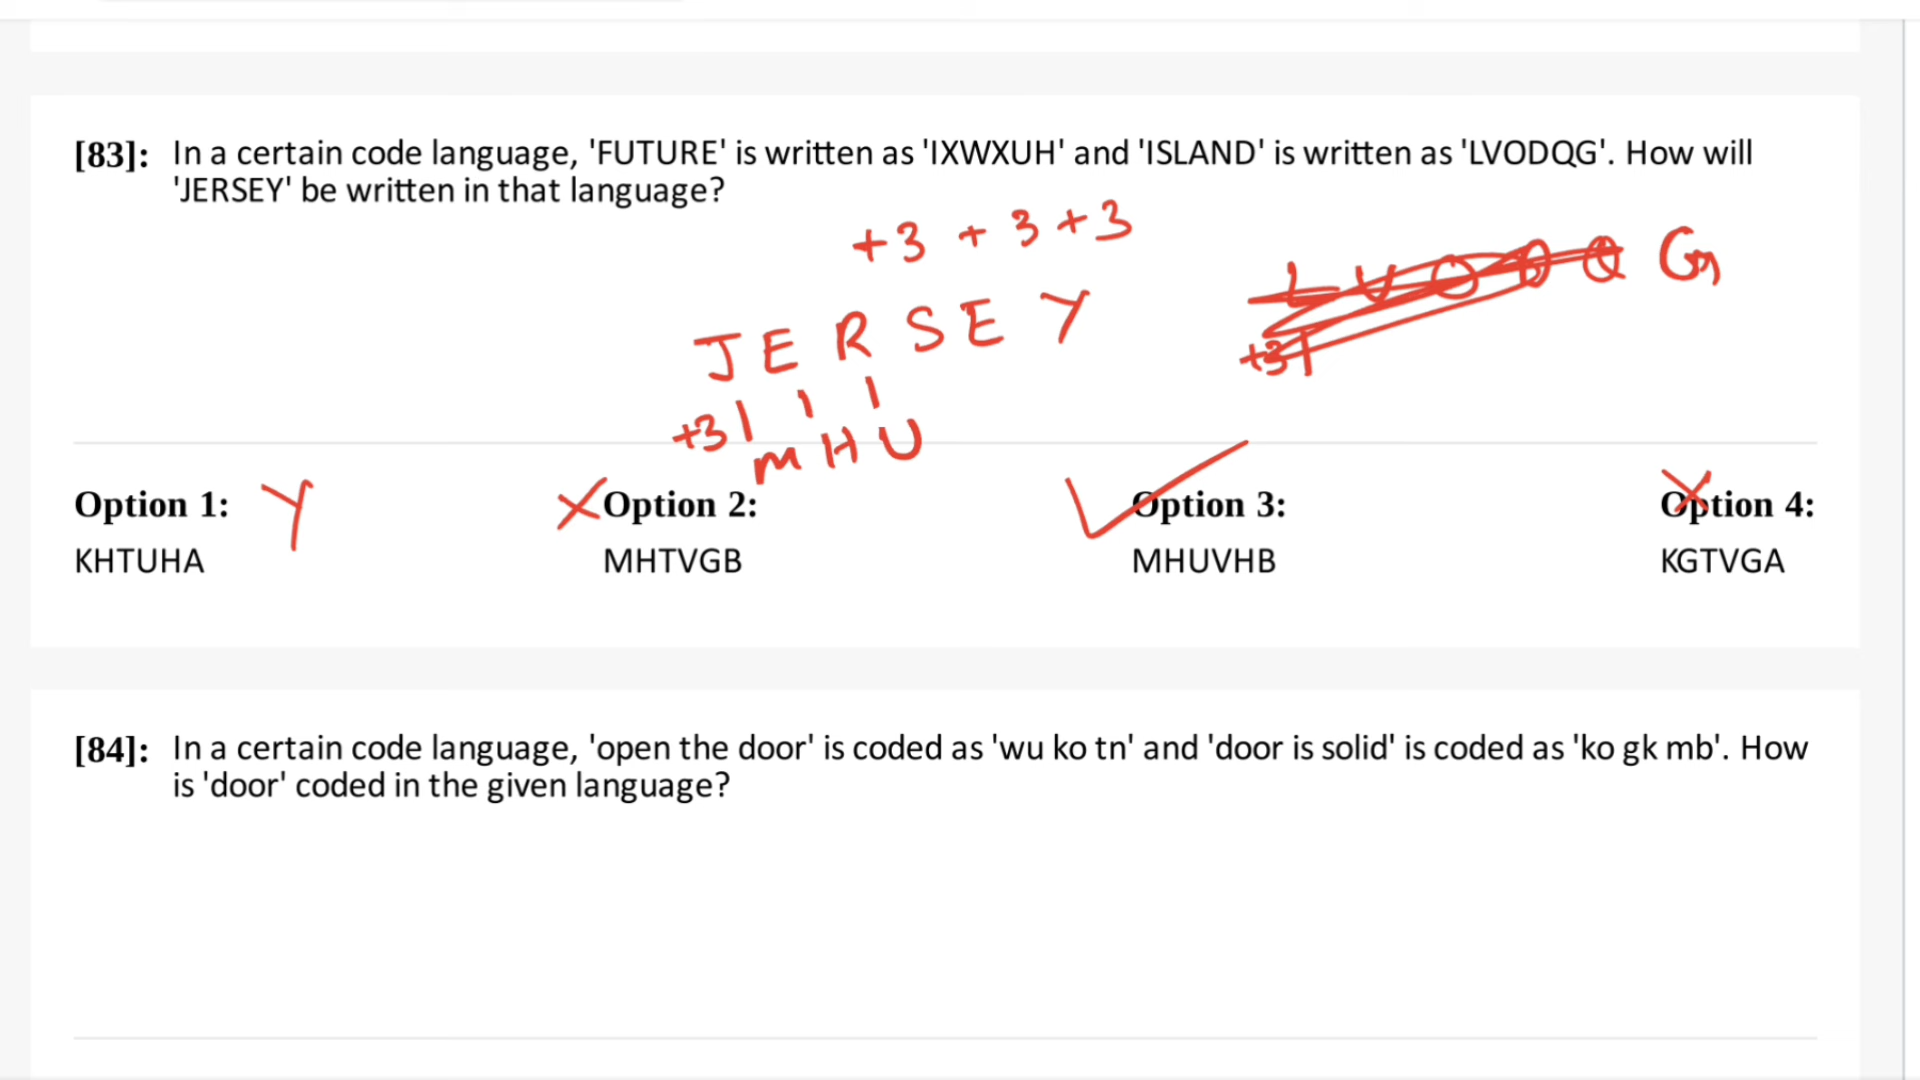 [83]: In a certain code language, 'FUTURE' is written as 'IXWXUH' and 'ISLAND' is written as 'LVODQG'. How will
'JERSEY' be written in that language?
+3 + 3 +3
L V O D Q G
J E R S E Y
+3
+3
M H U
Option 1:
Option 2:
Option 3:
Option 4:
KHTUHA
MHTVGB
MHUVHB
KGTVGA
[84]: In a certain code language, 'open the door' is coded as 'wu ko tn' and 'door is solid' is coded as 'ko gk mb'. How
is 'door' coded in the given language?